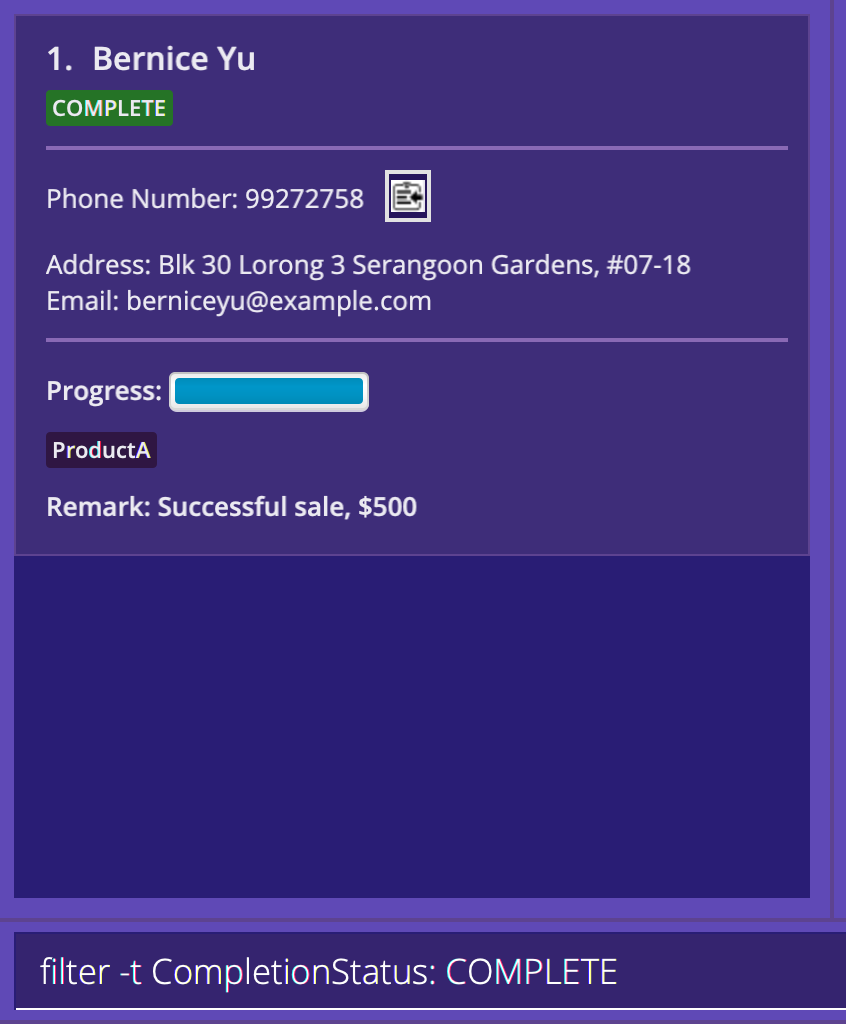 1. Bernice Yu
COMPLETE
Phone Number: 99272758
Address: Blk 30 Lorong 3 Serangoon Gardens, #07-18
Email: berniceyu@example.com
Progress:
ProductA
Remark: Successful sale, $500
filter -t CompletionStatus: COMPLETE